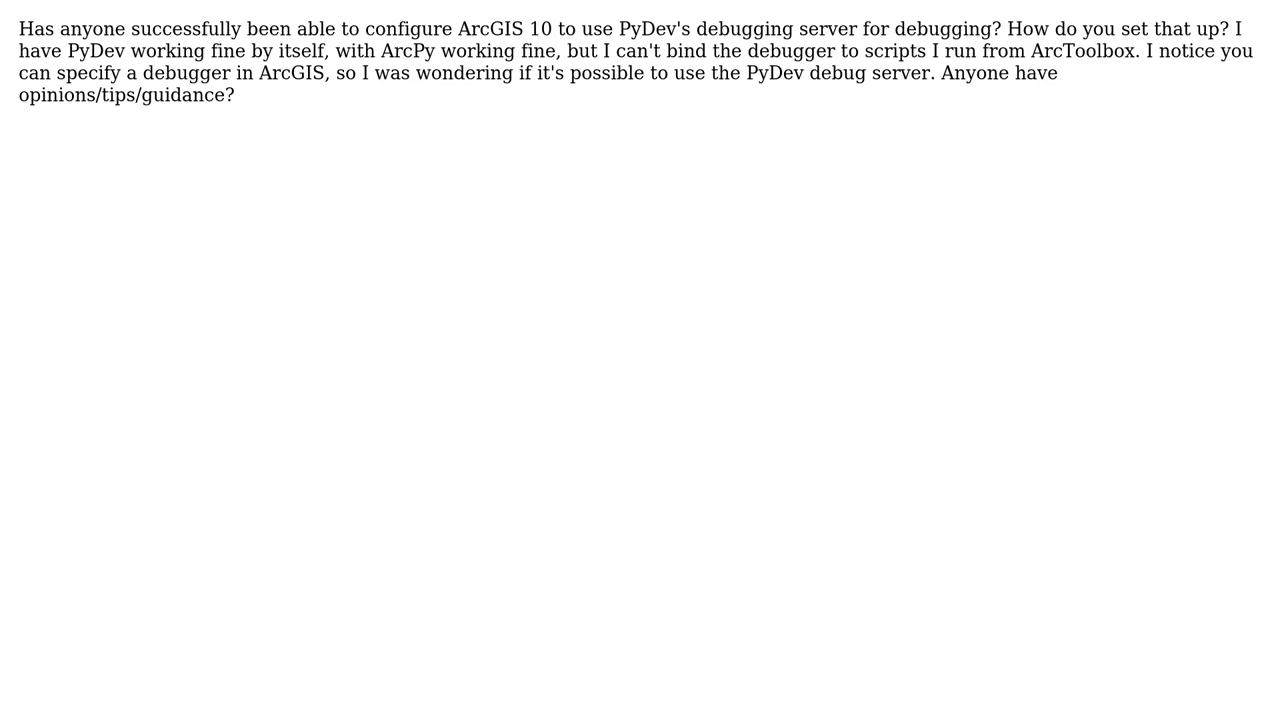 Has anyone successfully been able to configure ArcGIS 10 to use PyDev's debugging server for debugging? How do you set that up? I
have PyDev working fine by itself, with ArcPy working fine, but I can't bind the debugger to scripts I run from ArcToolbox. I notice you
can specify a debugger in ArcGIS, so I was wondering if it's possible to use the PyDev debug server. Anyone have
opinions/tips/guidance?